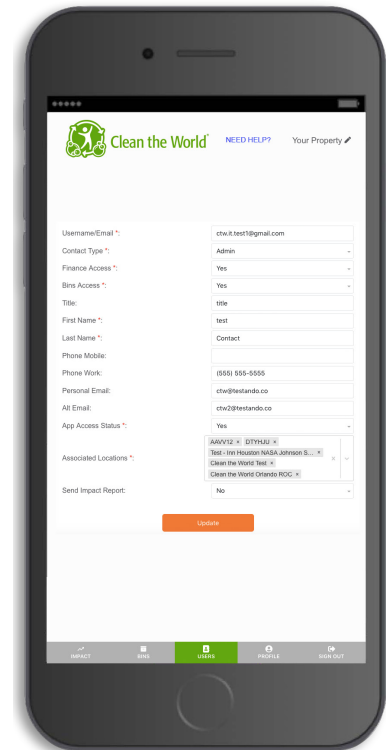 Clean the World®
NEED HELP?
Your Property
Username/Email *:
ctw.it.test1@gmail.com
Contact Type *:
Admin
Finance Access *:
Yes
Bins Access *:
Yes
Title:
title
First Name *:
test
Last Name *:
Contact
Phone Mobile:
Phone Work:
(555) 555-5555
Personal Email:
ctw@testando.co
Alt Email:
ctw2@testando.co
App Access Status *:
Yes
Associated Locations *:
AAVV12 × DTYHJU ×
Test - Inn Houston NASA Johnson S... ×
Clean the World Test ×
Clean the World Orlando ROC ×
Send Impact Report:
No
Update
IMPACT
BINS
USERS
PROFILE
SIGN OUT